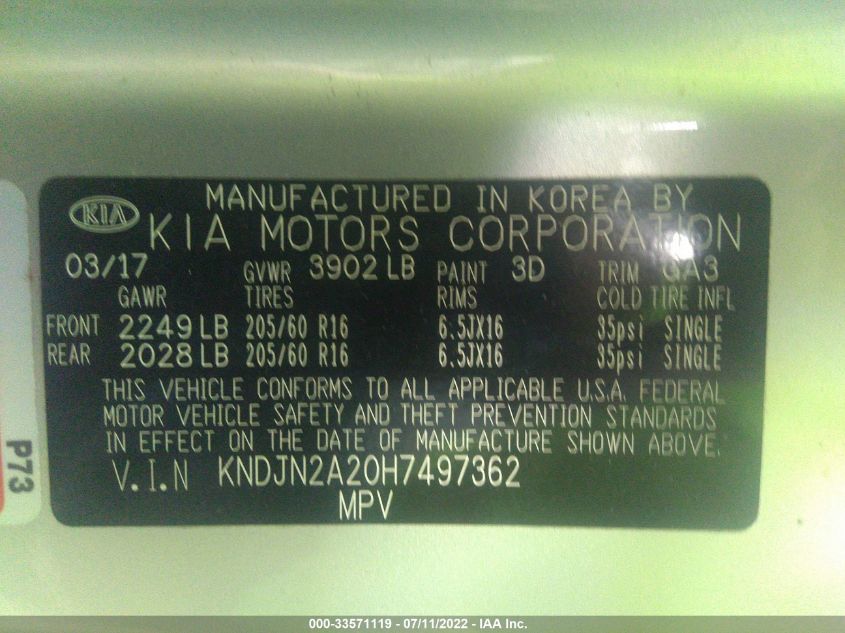 MANUFACTURED IN KOREA BY
KIA KIA MOTORS CORPORATION
03/17 GVWR 3902 LB PAINT 3D TRIM GA3
GAWR TIRES RIMS COLD TIRE INFL
FRONT 2249 LB 205/60 R16 6.5JX16 35psi SINGLE
REAR 2028 LB 205/60 R16 6.5JX16 35psi SINGLE
THIS VEHICLE CONFORMS TO ALL APPLICABLE U.S.A. FEDERAL
MOTOR VEHICLE SAFETY AND THEFT PREVENTION STANDARDS
IN EFFECT ON THE DATE OF MANUFACTURE SHOWN ABOVE.
V.I.N KNDJN2A20H7497362
MPV
P73
000-33571119 - 07/11/2022 - IAA Inc.